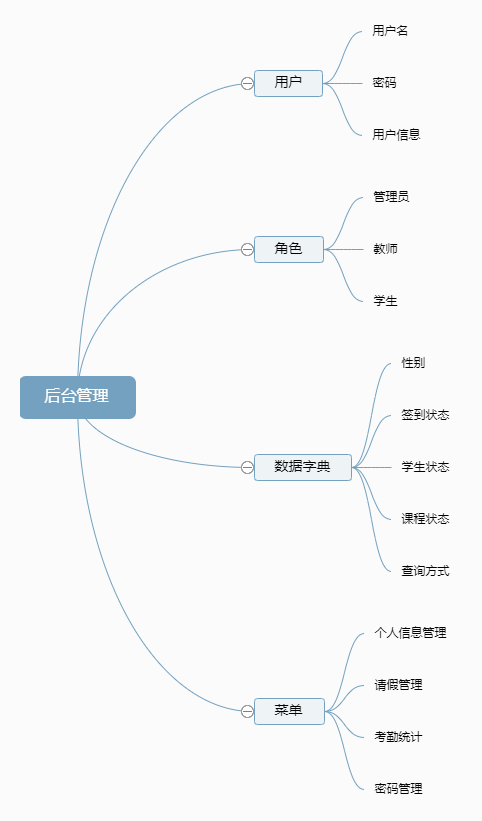 后台管理
用户
用户名
密码
用户信息
角色
管理员
教师
学生
数据字典
性别
签到状态
学生状态
课程状态
查询方式
菜单
个人信息管理
请假管理
考勤统计
密码管理